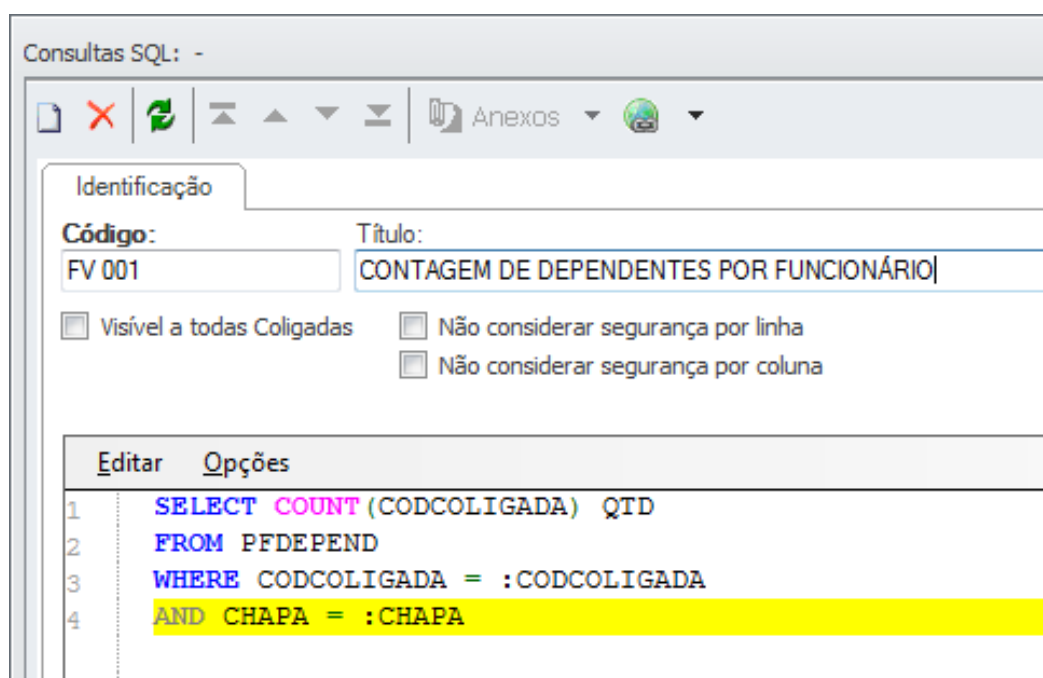 Consultas SQL: -
Anexos
Identificação
Código: Título:
FV 001 CONTAGEM DE DEPENDENTES POR FUNCIONÁRIO
Visível a todas Coligadas Não considerar segurança por linha
Não considerar segurança por coluna
Editar Opções
1 SELECT COUNT(CODCOLIGADA) QTD
2 FROM PFDEPEND
3 WHERE CODCOLIGADA = :CODCOLIGADA
4 AND CHAPA = :CHAPA